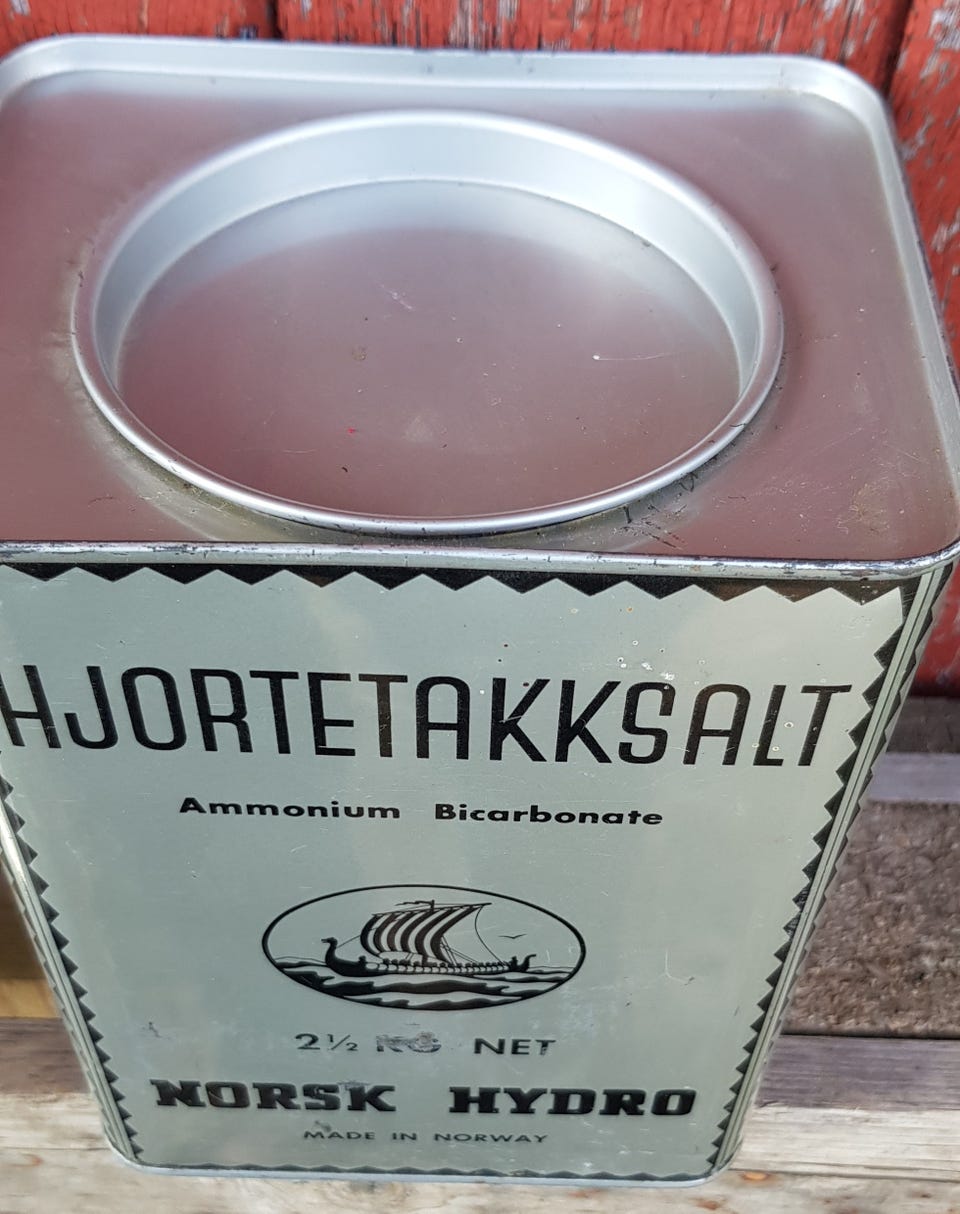 HJORTETAKKSALT
Ammonium Bicarbonate
2½ KG NET
NORSK HYDRO
MADE IN NORWAY